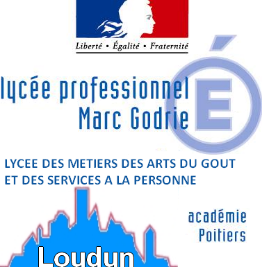 Liberté • Égalité • Fraternité
lycée professionnel
Marc Godrie
É
LYCEE DES METIERS DES ARTS DU GOUT
ET DES SERVICES A LA PERSONNE
académie
Poitiers
Loudun